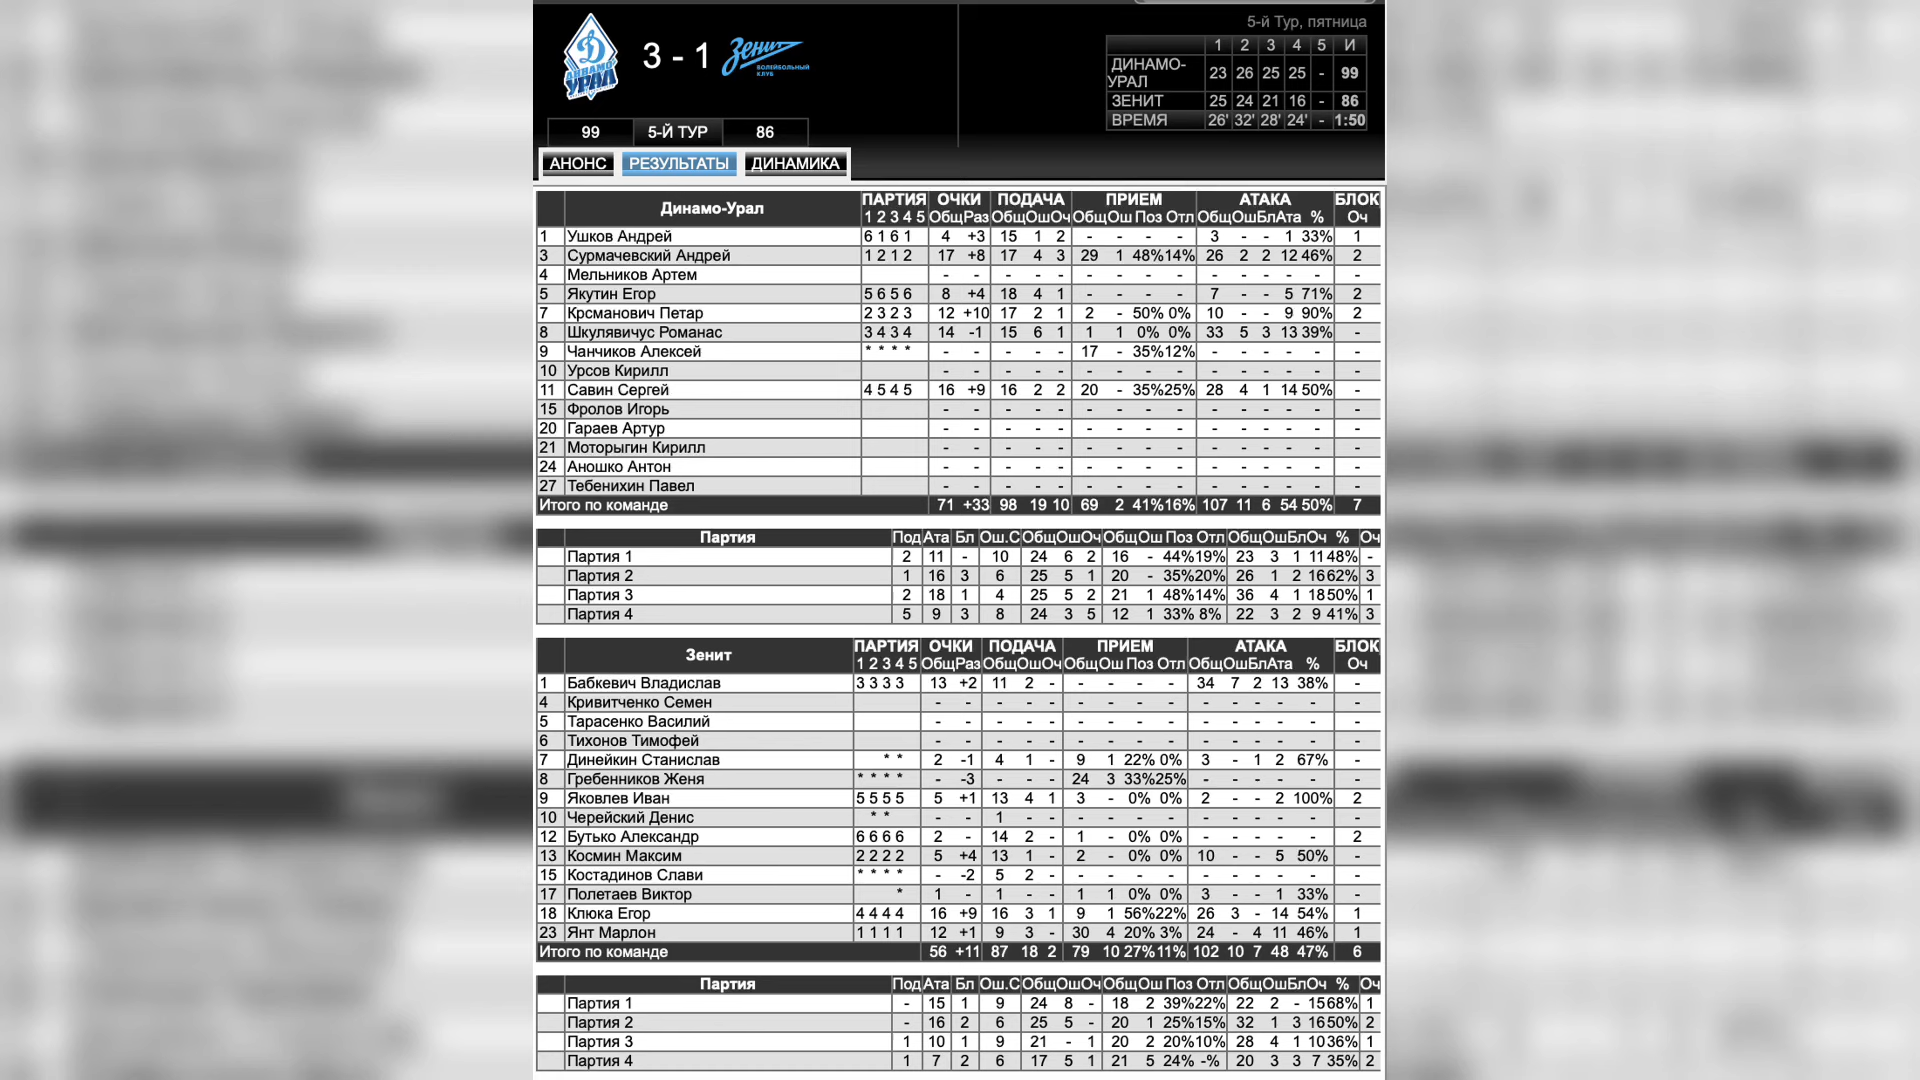 5-й Тур, пятница
ДИНАМО УРАЛ 3 - 1 Зенит
ВОЛЕЙБОЛЬНЫЙ КЛУБ
1 2 3 4 5 И
ДИНАМО-УРАЛ 23 26 25 25 - 99
ЗЕНИТ 25 24 21 16 - 86
ВРЕМЯ 26' 32' 28' 24' - 1:50
99 5-Й ТУР 86
АНОНС РЕЗУЛЬТАТЫ ДИНАМИКА
Динамо-Урал ПАРТИЯ ОЧКИ ПОДАЧА ПРИЕМ АТАКА БЛОК
1 2 3 4 5 Общ Раз Общ Ош Оч Общ Ош Поз Отл Общ Ош Бл Ата % Оч
1 Ушков Андрей 6 1 6 1 4 +3 15 1 2 - - - - 3 - - 1 33% 1
3 Сурмачевский Андрей 1 2 1 2 17 +8 17 4 3 29 1 48% 14% 26 2 2 12 46% 2
4 Мельников Артем - - - - - - - - - - - - - - -
5 Якутин Егор 5 6 5 6 8 +4 18 4 1 - - - - 7 - - 5 71% 2
7 Крсманович Петар 2 3 2 3 12 +10 17 2 1 2 - 50% 0% 10 - - 9 90% 2
8 Шкулявичус Романас 3 4 3 4 14 -1 15 6 1 1 1 0% 0% 33 5 3 13 39% -
9 Чанчиков Алексей * * * * - - - - - 17 - 35% 12% - - - - - -
10 Урсов Кирилл - - - - - - - - - - - - - - -
11 Савин Сергей 4 5 4 5 16 +9 16 2 2 20 - 35% 25% 28 4 1 14 50% -
15 Фролов Игорь - - - - - - - - - - - - - - -
20 Гараев Артур - - - - - - - - - - - - - - -
21 Моторыгин Кирилл - - - - - - - - - - - - - - -
24 Аношко Антон - - - - - - - - - - - - - - -
27 Тебенихин Павел - - - - - - - - - - - - - - -
Итого по команде 71 +33 98 19 10 69 2 41% 16% 107 11 6 54 50% 7
Партия Под Ата Бл Ош.С Общ Ош Оч Общ Ош Поз Отл Общ Ош Бл Оч % Оч
Партия 1 2 11 - 10 24 6 2 16 - 44% 19% 23 3 1 11 48% -
Партия 2 1 16 3 6 25 5 1 20 - 35% 20% 26 1 2 16 62% 3
Партия 3 2 18 1 4 25 5 2 21 1 48% 14% 36 4 1 18 50% 1
Партия 4 5 9 3 8 24 3 5 12 1 33% 8% 22 3 2 9 41% 3
Зенит ПАРТИЯ ОЧКИ ПОДАЧА ПРИЕМ АТАКА БЛОК
1 2 3 4 5 Общ Раз Общ Ош Оч Общ Ош Поз Отл Общ Ош Бл Ата % Оч
1 Бабкевич Владислав 3 3 3 3 13 +2 11 2 - - - - - 34 7 2 13 38% -
4 Кривитченко Семен - - - - - - - - - - - - - - -
5 Тарасенко Василий - - - - - - - - - - - - - - -
6 Тихонов Тимофей - - - - - - - - - - - - - - -
7 Динейкин Станислав * * 2 -1 4 1 - 9 1 22% 0% 3 - 1 2 67% -
8 Гребенников Женя * * * * - -3 - - - 24 3 33% 25% - - - - - -
9 Яковлев Иван 5 5 5 5 5 +1 13 4 1 3 - 0% 0% 2 - - 2 100% 2
10 Черейский Денис * * - - 1 - - - - - - - - - - - -
12 Бутько Александр 6 6 6 6 2 - 14 2 - 1 - 0% 0% - - - - - 2
13 Космин Максим 2 2 2 2 5 +4 13 1 - 2 - 0% 0% 10 - - 5 50% -
15 Костадинов Слави * * * * - -2 5 2 - - - - - - - - - - -
17 Полетаев Виктор * 1 - 1 - - 1 1 0% 0% 3 - - 1 33% -
18 Клюка Егор 4 4 4 4 16 +9 16 3 1 9 1 56% 22% 26 3 - 14 54% 1
23 Янт Марлон 1 1 1 1 12 +1 9 3 - 30 4 20% 3% 24 - 4 11 46% 1
Итого по команде 56 +11 87 18 2 79 10 27% 11% 102 10 7 48 47% 6
Партия Под Ата Бл Ош.С Общ Ош Оч Общ Ош Поз Отл Общ Ош Бл Оч % Оч
Партия 1 - 15 1 9 24 8 - 18 2 39% 22% 22 2 - 15 68% 1
Партия 2 - 16 2 6 25 5 - 20 1 25% 15% 32 1 3 16 50% 2
Партия 3 1 10 1 9 21 - 1 20 2 20% 10% 28 4 1 10 36% 1
Партия 4 1 7 2 6 17 5 1 21 5 24% -% 20 3 3 7 35% 2